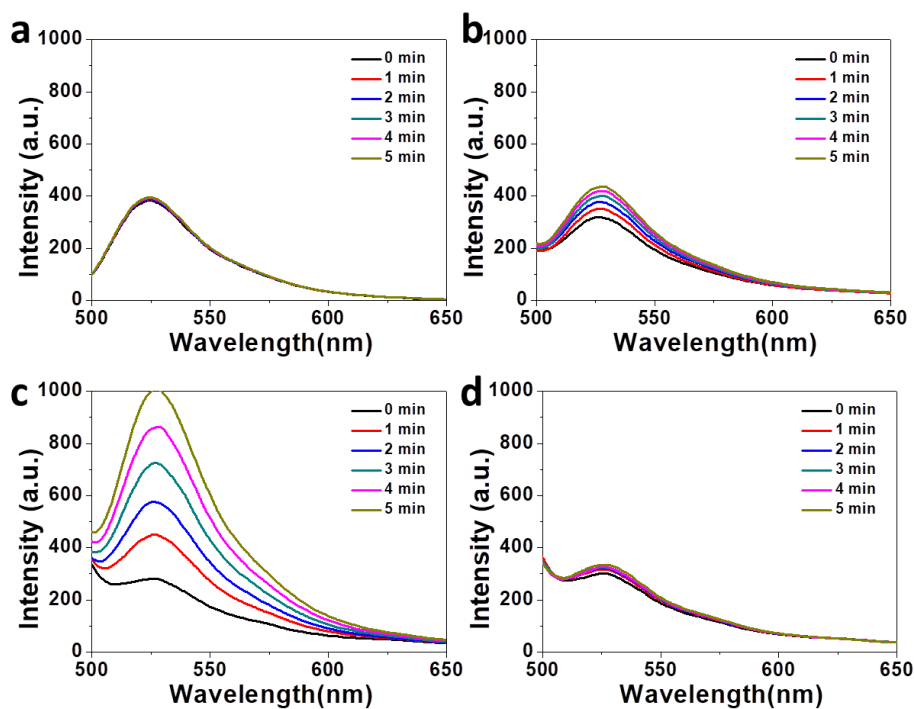 a
1000
800
600
400
200
0
500
550
600
650
Intensity (a.u.)
Wavelength(nm)
0 min
1 min
2 min
3 min
4 min
5 min
b
1000
800
600
400
200
0
500
550
600
650
Intensity (a.u.)
Wavelength(nm)
0 min
1 min
2 min
3 min
4 min
5 min
c
1000
800
600
400
200
0
500
550
600
650
Intensity (a.u.)
Wavelength(nm)
0 min
1 min
2 min
3 min
4 min
5 min
d
1000
800
600
400
200
0
500
550
600
650
Intensity (a.u.)
Wavelength(nm)
0 min
1 min
2 min
3 min
4 min
5 min